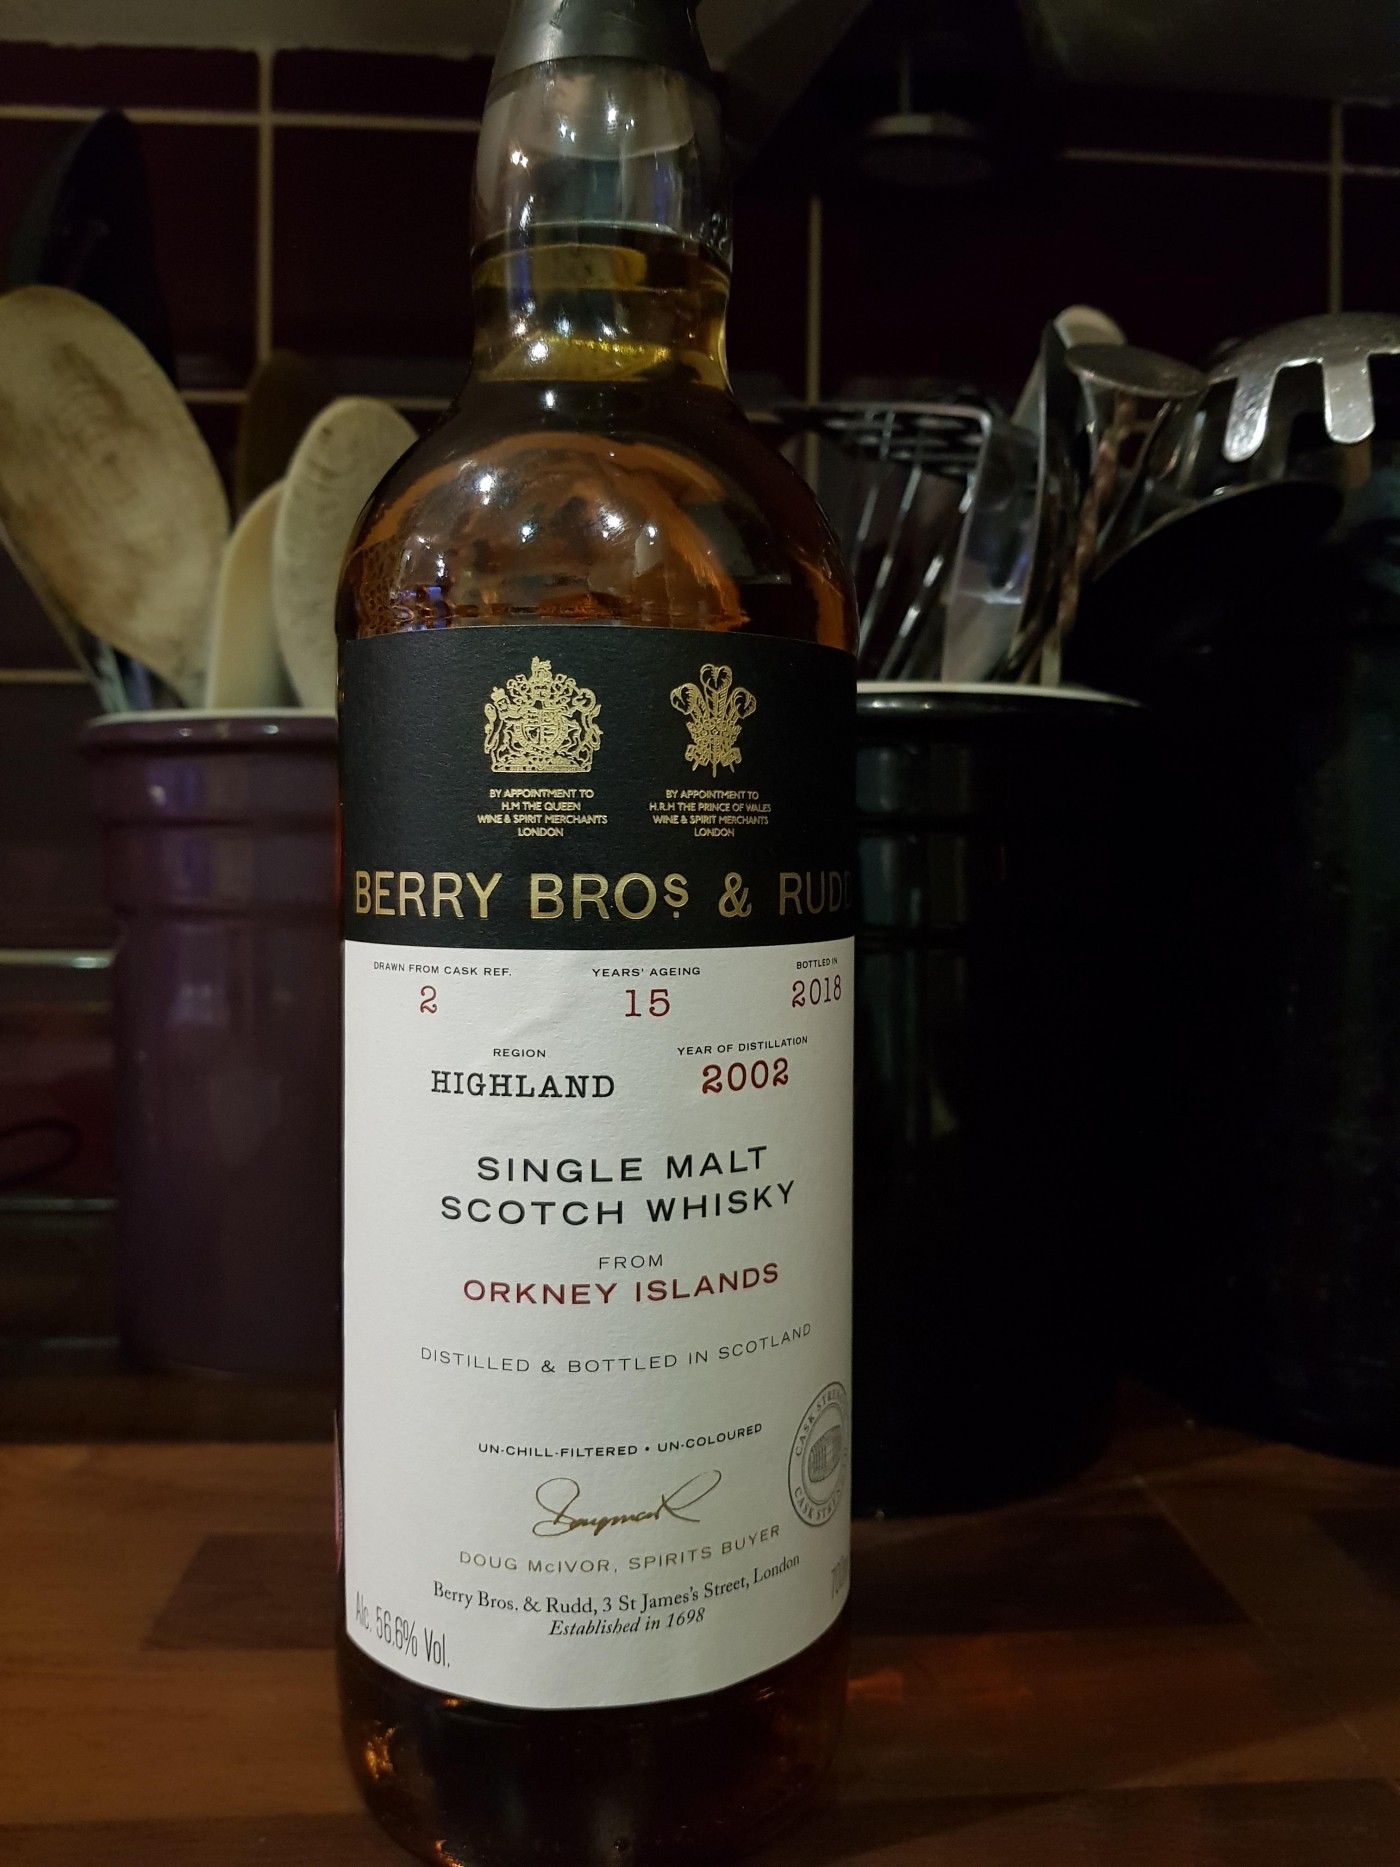 BY APPOINTMENT TO
H.M THE QUEEN
WINE & SPIRIT MERCHANTS
LONDON
BY APPOINTMENT TO
H.R.H THE PRINCE OF WALES
WINE & SPIRIT MERCHANTS
LONDON
BERRY BROS & RUDD
DRAWN FROM CASK REF.
2
YEARS' AGEING
15
BOTTLED IN
2018
REGION
HIGHLAND
YEAR OF DISTILLATION
2002
SINGLE MALT
SCOTCH WHISKY
FROM
ORKNEY ISLANDS
DISTILLED & BOTTLED IN SCOTLAND
UN-CHILL-FILTERED • UN-COLOURED
CASK
CASK
DOUG McIVOR, SPIRITS BUYER
Berry Bros. & Rudd, 3 St James's Street, London
Established in 1698
Alc. 56.6% Vol.